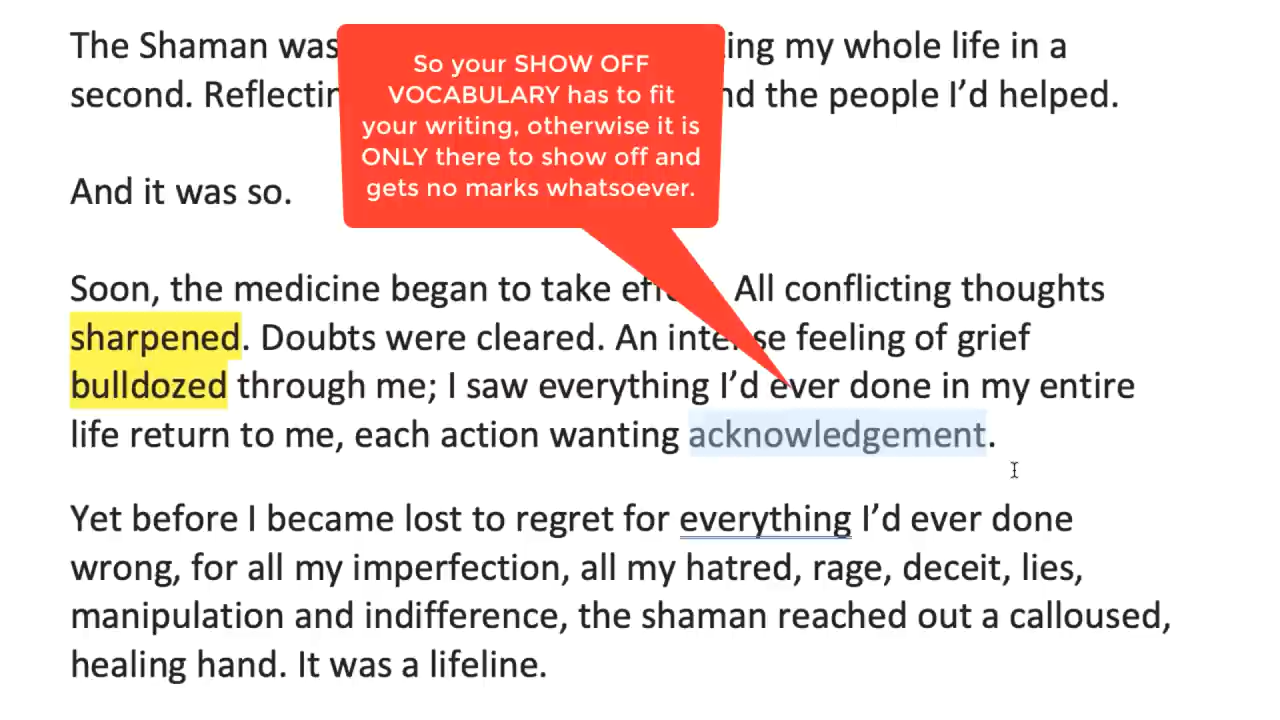 The Shaman was
ing my whole life in a
second. Reflectin
nd the people I'd helped.
So your SHOW OFF
VOCABULARY has to fit
your writing, otherwise it is
ONLY there to show off and
gets no marks whatsoever.
And it was so.
Soon, the medicine began to take eff All conflicting thoughts
sharpened. Doubts were cleared. An intense feeling of grief
bulldozed through me; I saw everything I'd ever done in my entire
life return to me, each action wanting acknowledgement.
Yet before I became lost to regret for everything I'd ever done
wrong, for all my imperfection, all my hatred, rage, deceit, lies,
manipulation and indifference, the shaman reached out a calloused,
healing hand. It was a lifeline.